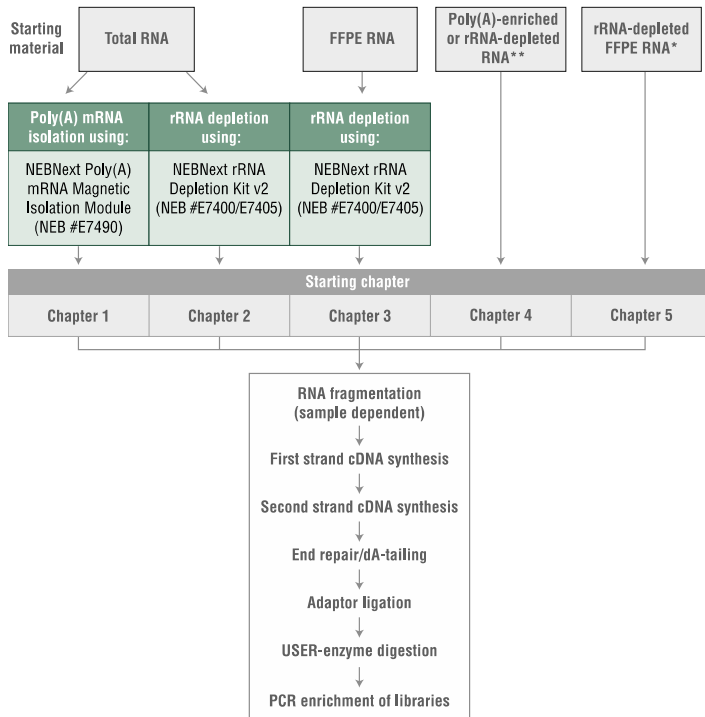 Starting
material
Total RNA
FFPE RNA
Poly(A)-enriched
or rRNA-depleted
RNA**
rRNA-depleted
FFPE RNA*
Poly(A) mRNA
isolation using:
rRNA depletion
using:
rRNA depletion
using:
NEBNext Poly(A)
mRNA Magnetic
Isolation Module
(NEB #E7490)
NEBNext rRNA
Depletion Kit v2
(NEB #E7400/E7405)
NEBNext rRNA
Depletion Kit v2
(NEB #E7400/E7405)
Starting chapter
Chapter 1
Chapter 2
Chapter 3
Chapter 4
Chapter 5
RNA fragmentation
(sample dependent)
First strand cDNA synthesis
Second strand cDNA synthesis
End repair/dA-tailing
Adaptor ligation
USER-enzyme digestion
PCR enrichment of libraries